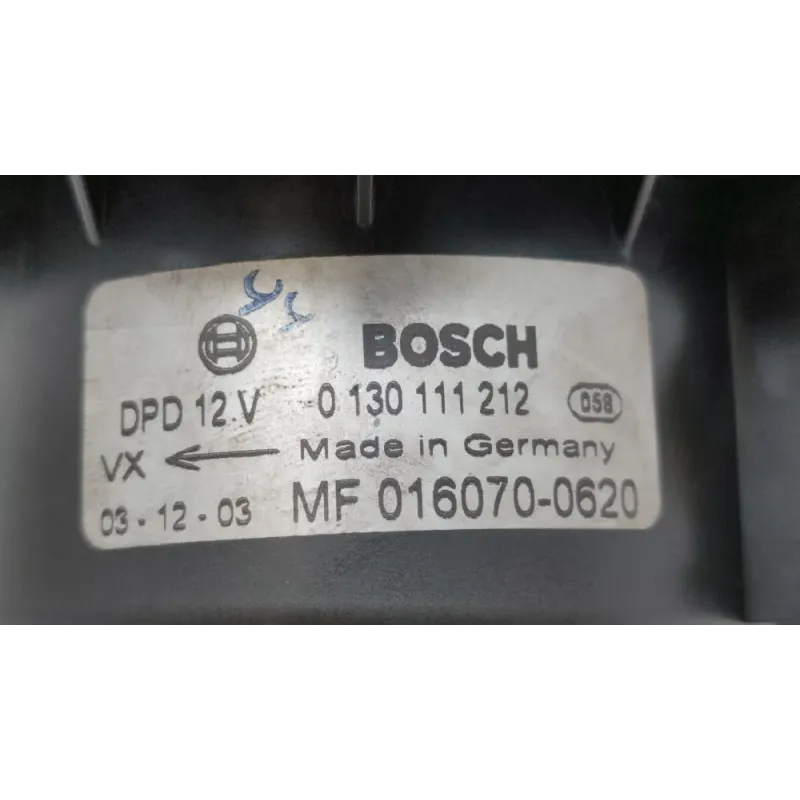 BOSCH
DPD 12 V 0 130 111 212 058
VX Made in Germany
03-12-03 MF 016070-0620